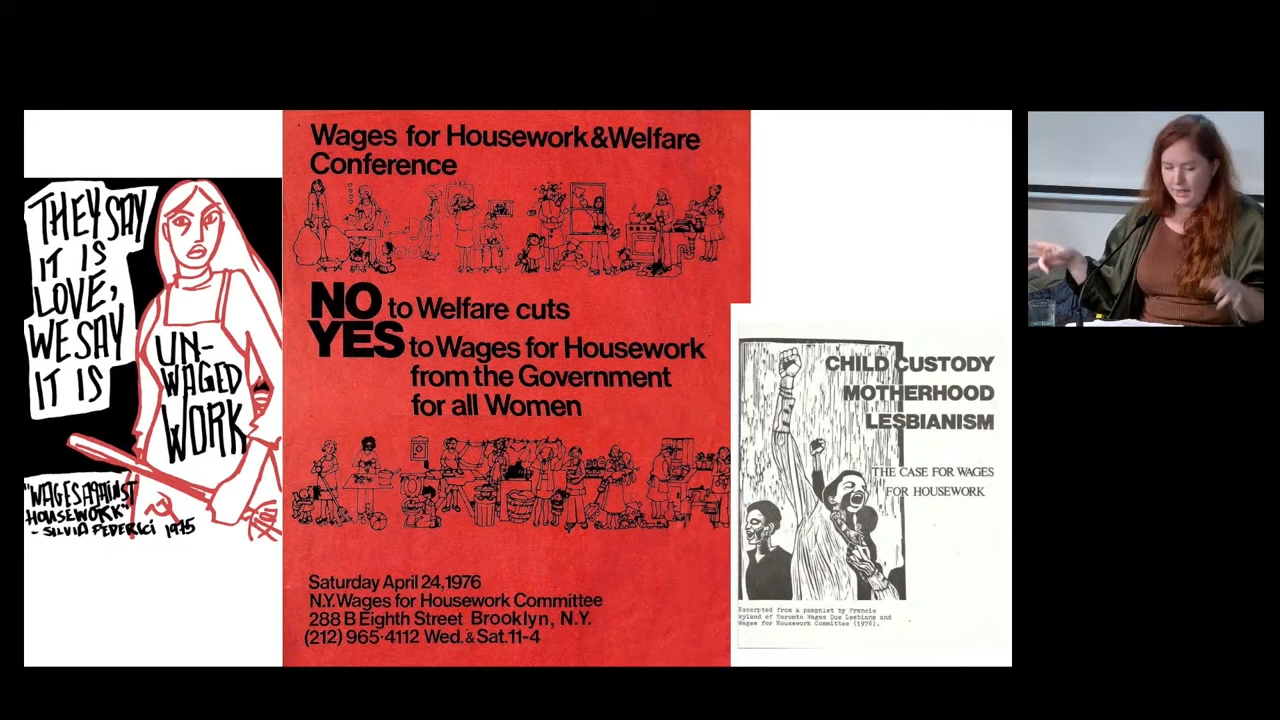 THEY SAY
IT IS
LOVE,
WE SAY
IT IS
UN-
WAGED
WORK
"WAGES AGAINST
HOUSEWORK"
- SILVIA FEDERICI 1975
Wages for Housework & Welfare
Conference
NO to Welfare cuts
YES to Wages for Housework
from the Government
for all Women
Saturday April 24, 1976
N.Y. Wages for Housework Committee
288 B Eighth Street Brooklyn, N.Y.
(212) 965-4112 Wed. & Sat. 11-4
CHILD CUSTODY
MOTHERHOOD
LESBIANISM
THE CASE FOR WAGES
FOR HOUSEWORK
Excerpted from a pamphlet by Francie
Wyland of Toronto Wages Due Lesbians and
Wages for Housework Committee (1976).